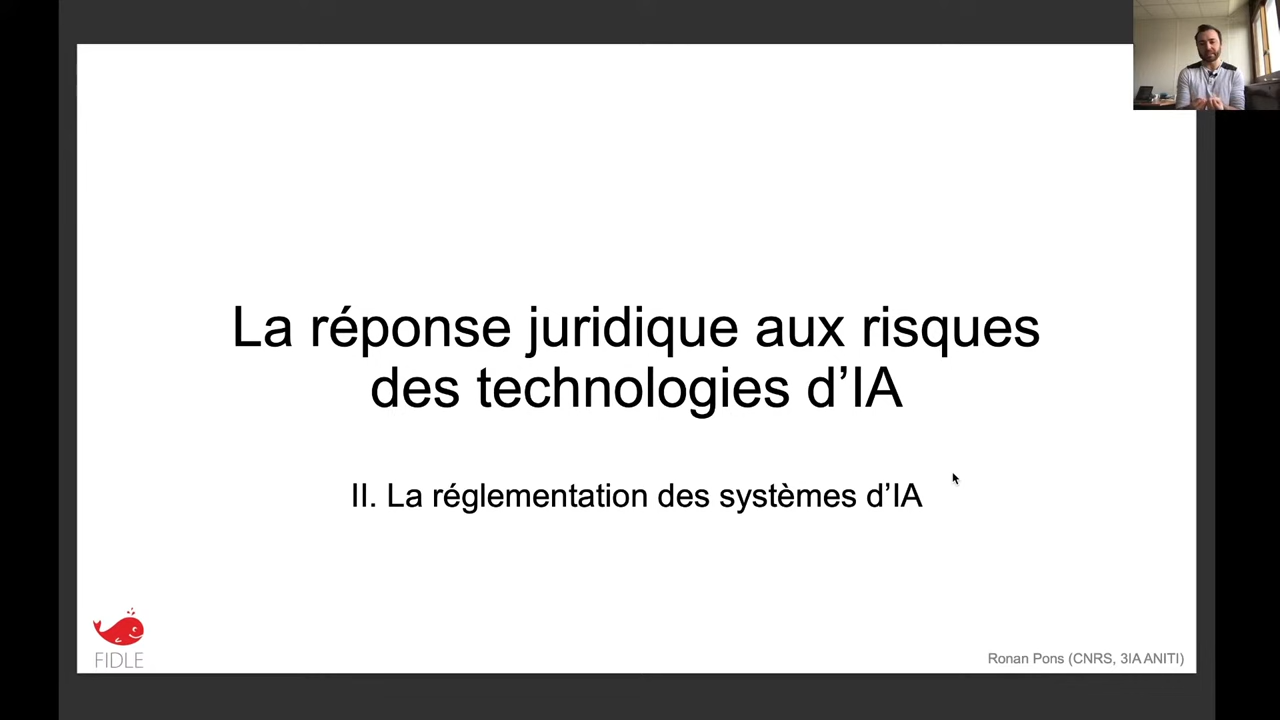 La réponse juridique aux risques
des technologies d’IA
II. La réglementation des systèmes d’IA
FIDLE
Ronan Pons (CNRS, 3IA ANITI)